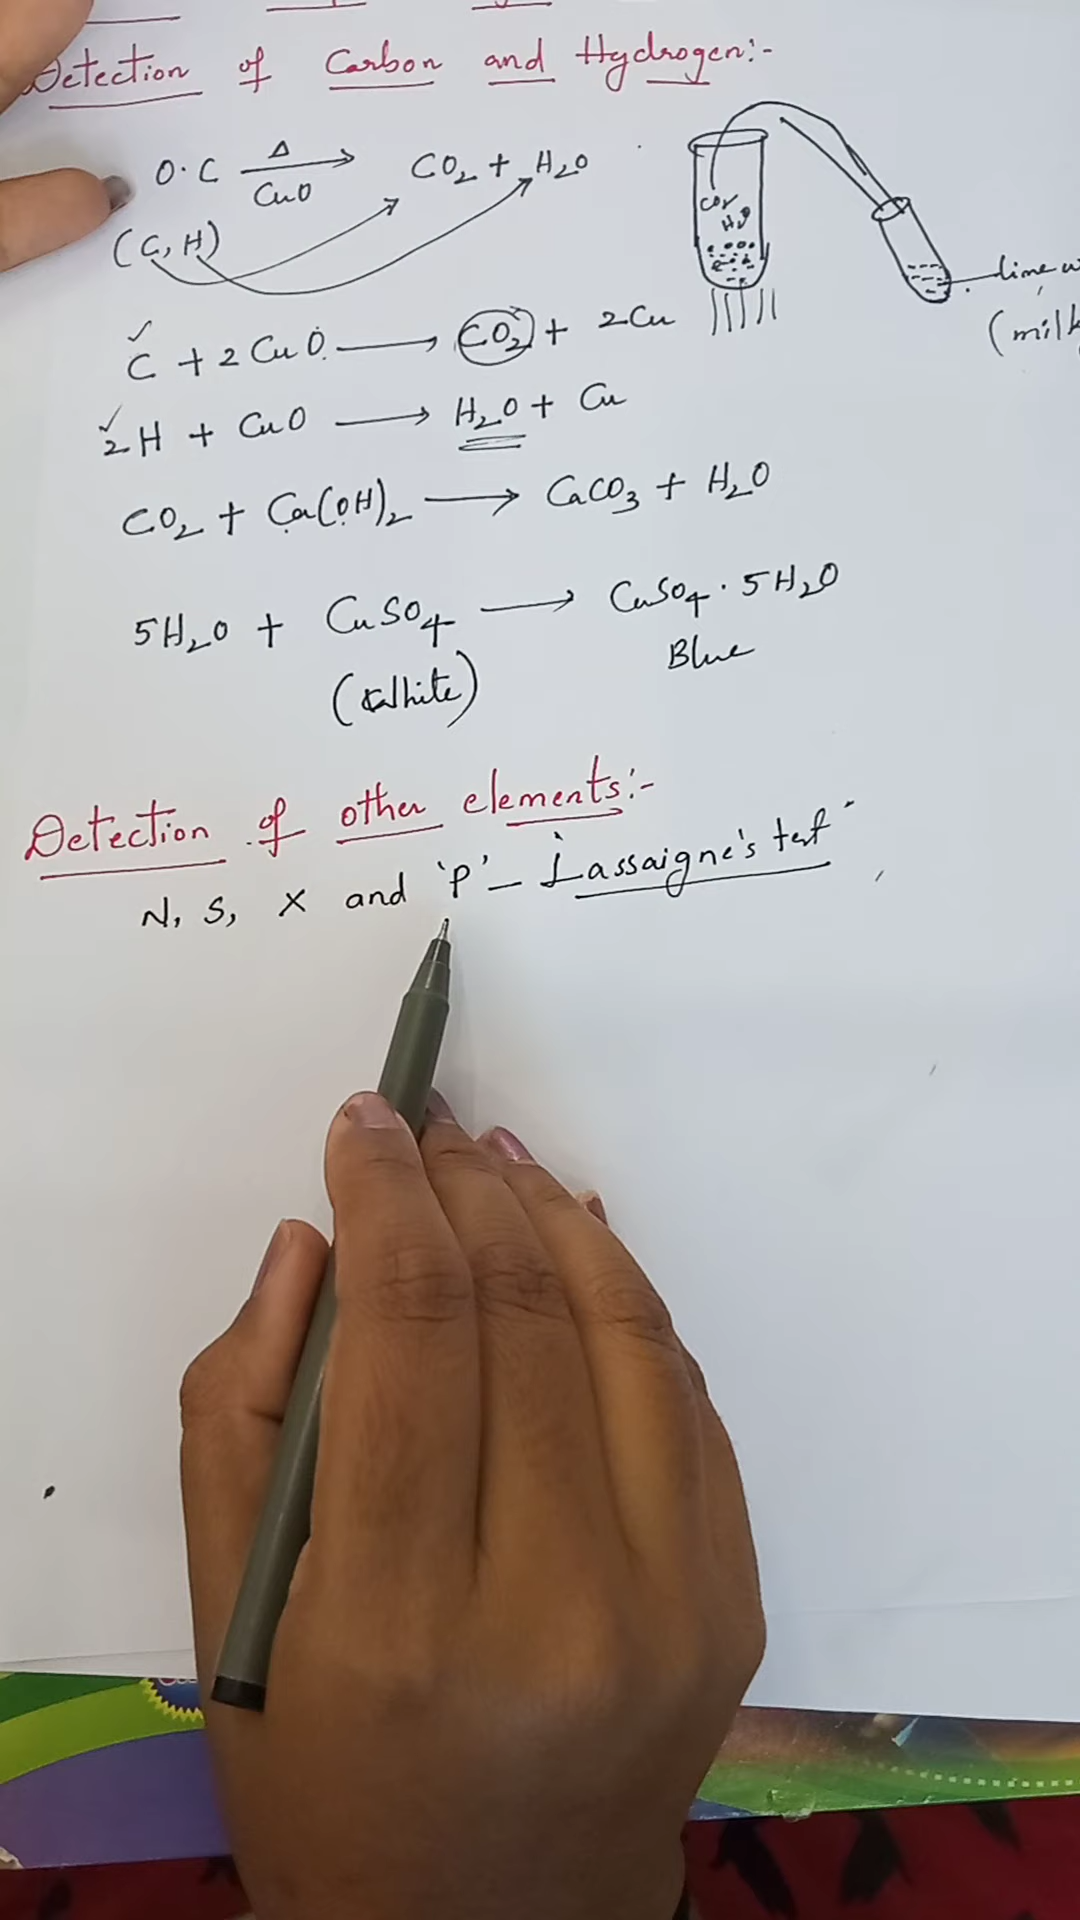 Detection of Carbon and Hydrogen:-
O.C Δ CuO → CO₂ + H₂O
(C, H)
CO₂
H₂O
lime
(milk
C + 2CuO → CO₂ + 2Cu
2H + CuO → H₂O + Cu
CO₂ + Ca(OH)₂ → CaCO₃ + H₂O
5H₂O + CuSO₄ → CuSO₄·5H₂O
(White) Blue
Detection of other elements:-
N, S, X and 'P' – Lassaigne's test